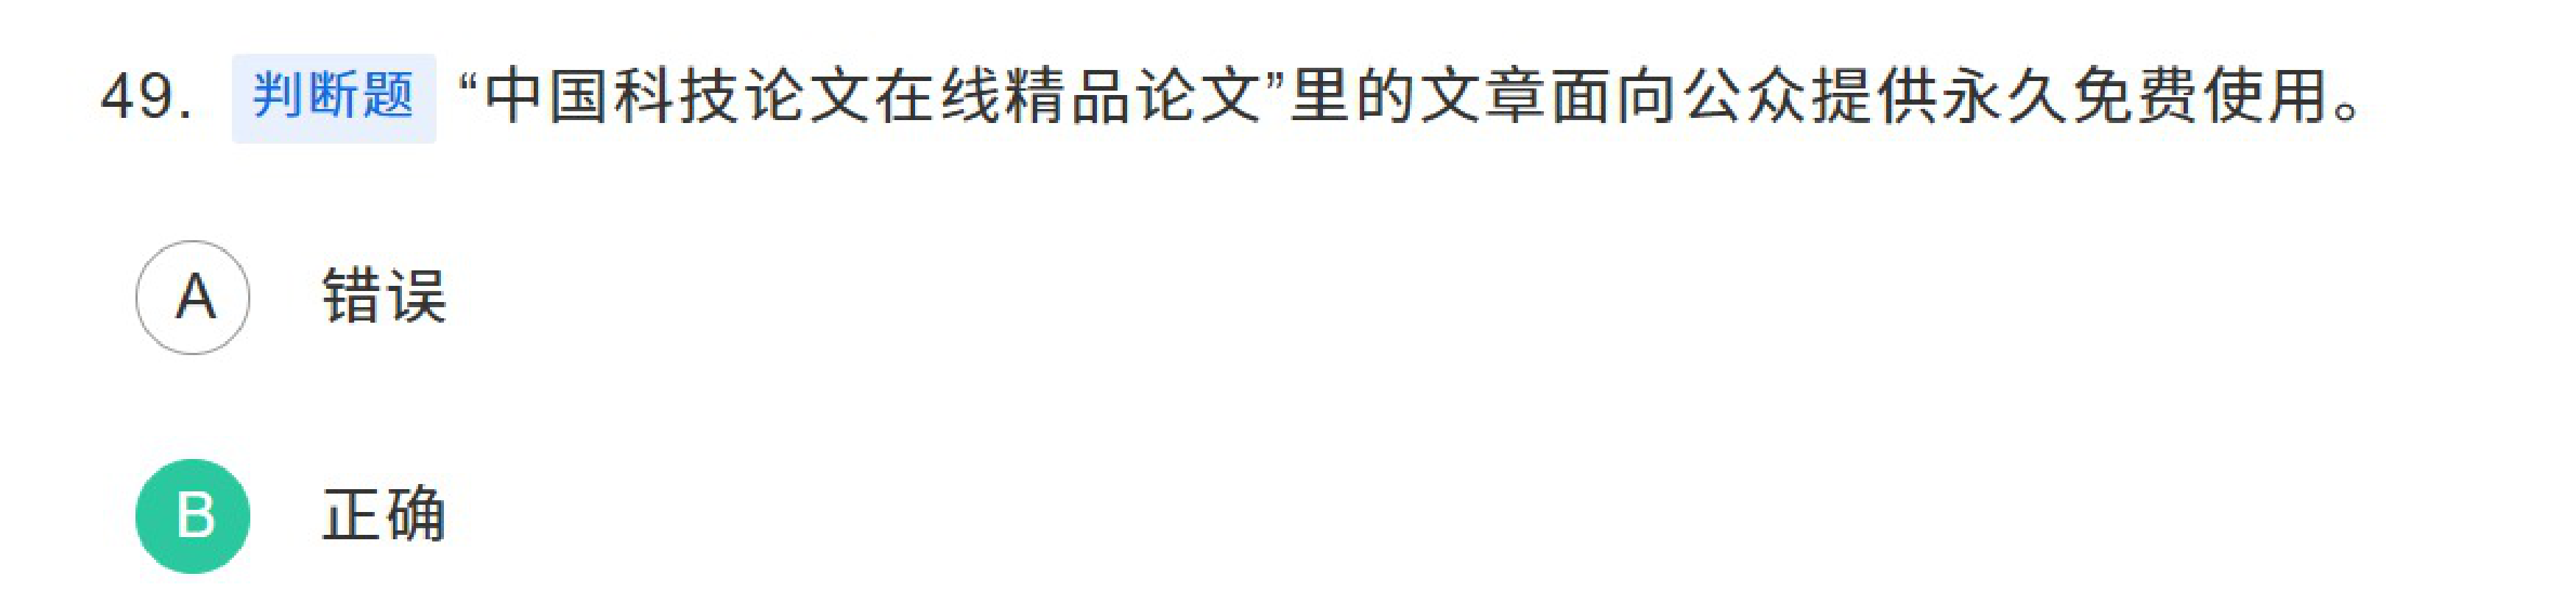 49. 判断题 “中国科技论文在线精品论文”里的文章面向公众提供永久免费使用。
A 错误
B 正确